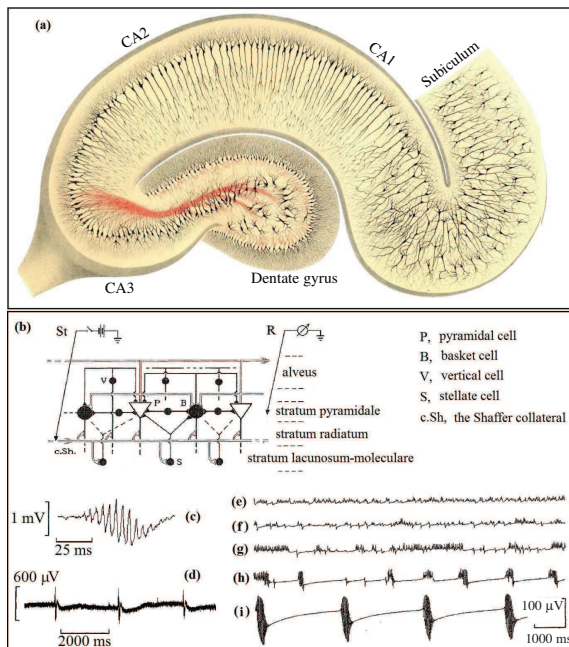 (a)
CA2
CA1
Subiculum
CA3
Dentate gyrus
(b)
St
R
P, pyramidal cell
B, basket cell
V, vertical cell
S, stellate cell
c.Sh, the Shaffer collateral
alveus
V
P
B
stratum pyramidale
stratum radiatum
c.Sh.
S
stratum lacunosum-moleculare
1 mV
(c)
25 ms
600 µV
(d)
2000 ms
(e)
(f)
(g)
(h)
(i)
100 µV
1000 ms